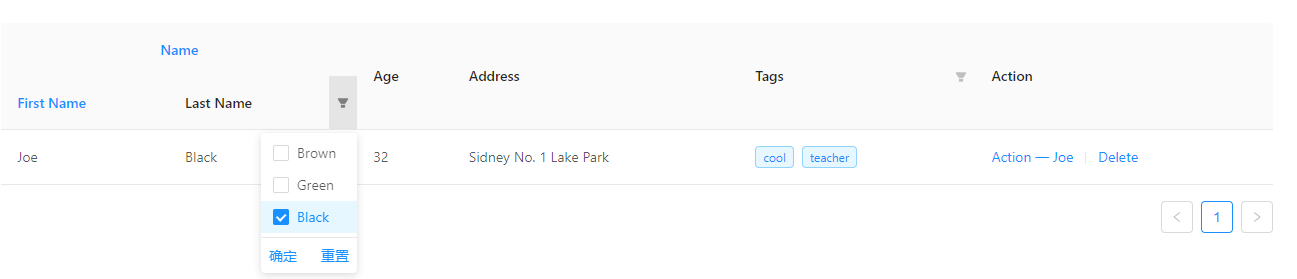 Name
Age
Address
Tags
Action
First Name
Last Name
Joe
Black
32
Sidney No. 1 Lake Park
cool
teacher
Action — Joe
Delete
Brown
Green
Black
确定
重置
1